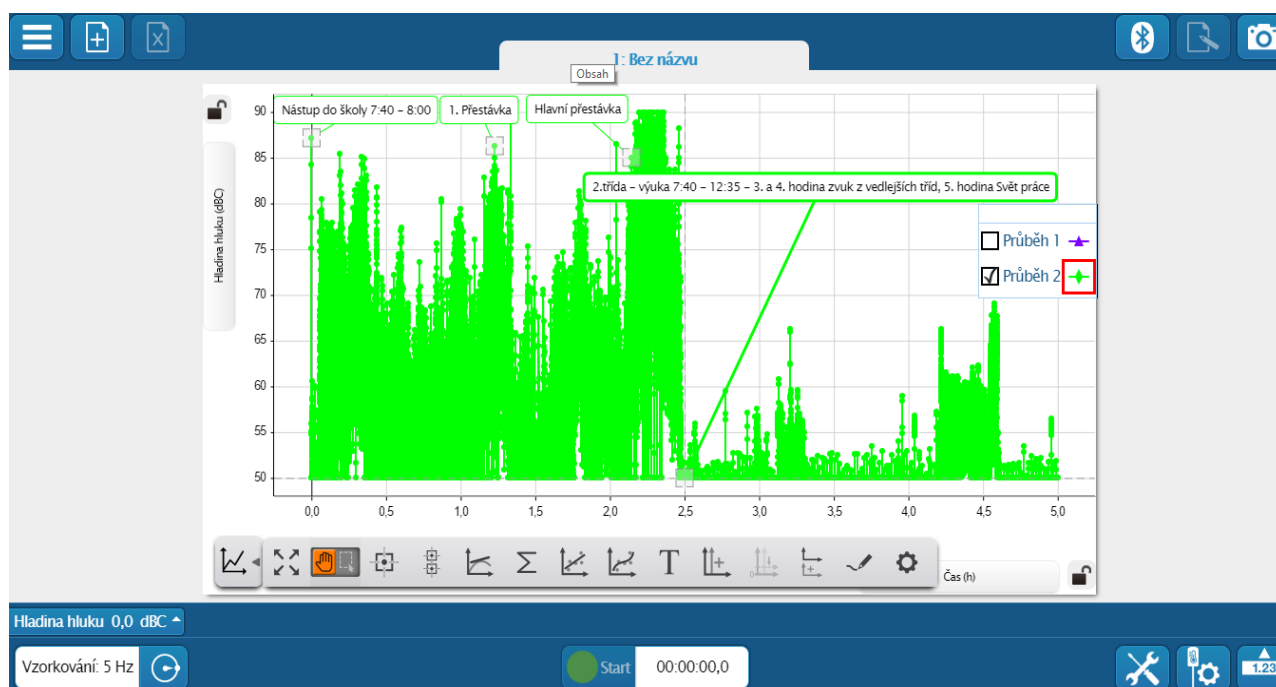 1: Bez názvu
Obsah
Nástup do školy 7:40 – 8:00
1. Přestávka
Hlavní přestávka
2.třída – výuka 7:40 – 12:35 – 3. a 4. hodina zvuk z vedlejších tříd, 5. hodina Svět práce
Průběh 1
Průběh 2
Hladina hluku (dBC)
90
85
80
75
70
65
60
55
50
0,0 0,5 1,0 1,5 2,0 2,5 3,0 3,5 4,0 4,5 5,0
Σ T
Čas (h)
Hladina hluku 0,0 dBC
Vzorkování: 5 Hz
Start
00:00:00,0
1.23